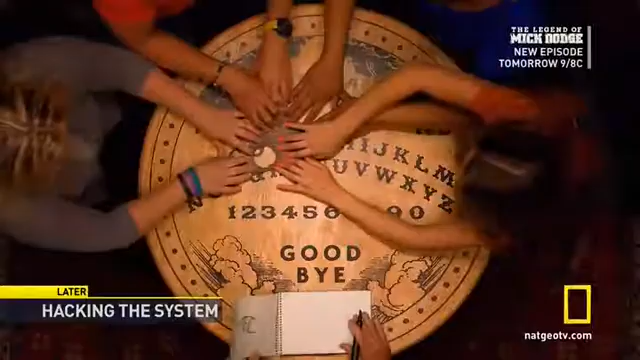 THE LEGEND OF
MICK DODGE
NEW EPISODE
TOMORROW 9/8C
HIJKLM
UVWXYZ
N
123456
00
GOOD
BYE
LATER
HACKING THE SYSTEM
natgeotv.com